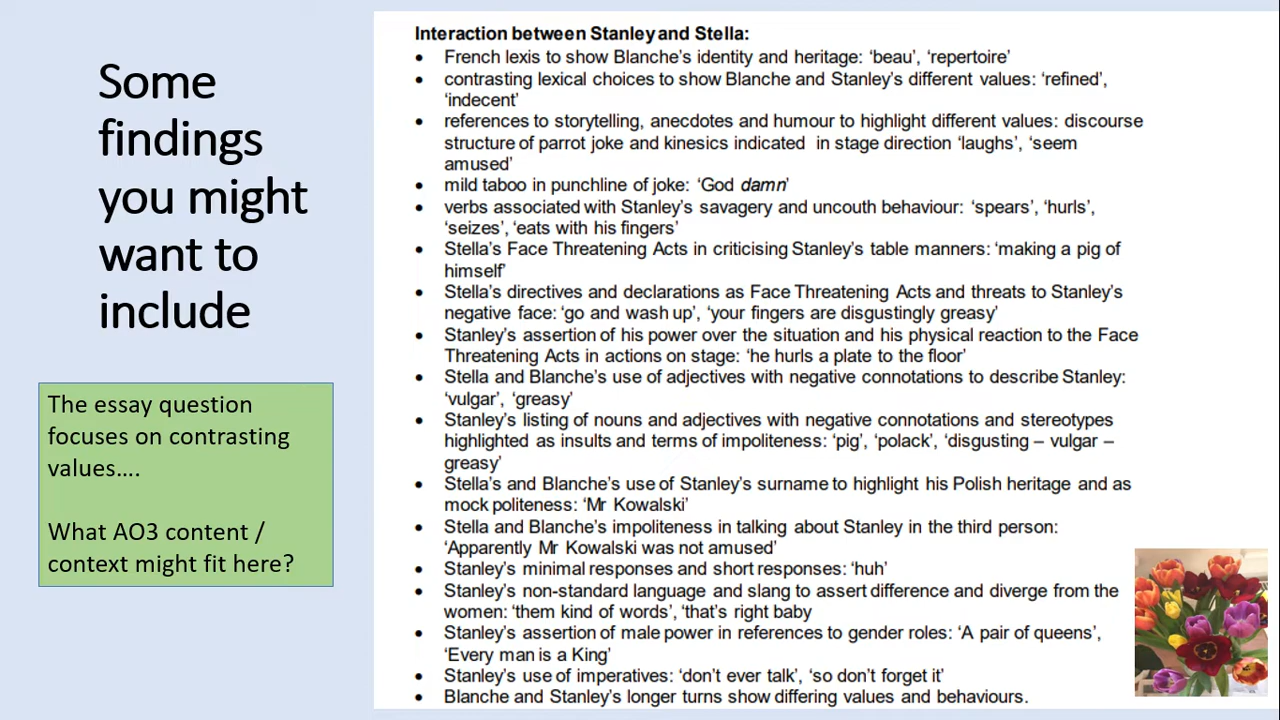 Some
findings
you might
want to
include
The essay question
focuses on contrasting
values....
What AO3 content /
context might fit here?
Interaction between Stanley and Stella:
• French lexis to show Blanche's identity and heritage: 'beau', 'repertoire'
• contrasting lexical choices to show Blanche and Stanley's different values: 'refined',
'indecent'
• references to storytelling, anecdotes and humour to highlight different values: discourse
structure of parrot joke and kinesics indicated in stage direction 'laughs', 'seem
amused'
• mild taboo in punchline of joke: 'God damn'
• verbs associated with Stanley's savagery and uncouth behaviour: 'spears', 'hurls',
'seizes', 'eats with his fingers'
• Stella's Face Threatening Acts in criticising Stanley's table manners: 'making a pig of
himself'
• Stella's directives and declarations as Face Threatening Acts and threats to Stanley's
negative face: 'go and wash up', 'your fingers are disgustingly greasy'
• Stanley's assertion of his power over the situation and his physical reaction to the Face
Threatening Acts in actions on stage: 'he hurls a plate to the floor'
• Stella and Blanche's use of adjectives with negative connotations to describe Stanley:
'vulgar', 'greasy'
• Stanley's listing of nouns and adjectives with negative connotations and stereotypes
highlighted as insults and terms of impoliteness: 'pig', 'polack', 'disgusting – vulgar –
greasy'
• Stella's and Blanche's use of Stanley's surname to highlight his Polish heritage and as
mock politeness: 'Mr Kowalski'
• Stella and Blanche's impoliteness in talking about Stanley in the third person:
'Apparently Mr Kowalski was not amused'
• Stanley's minimal responses and short responses: 'huh'
• Stanley's non-standard language and slang to assert difference and diverge from the
women: 'them kind of words', 'that's right baby
• Stanley's assertion of male power in references to gender roles: 'A pair of queens',
'Every man is a King'
• Stanley's use of imperatives: 'don't ever talk', 'so don't forget it'
• Blanche and Stanley's longer turns show differing values and behaviours.